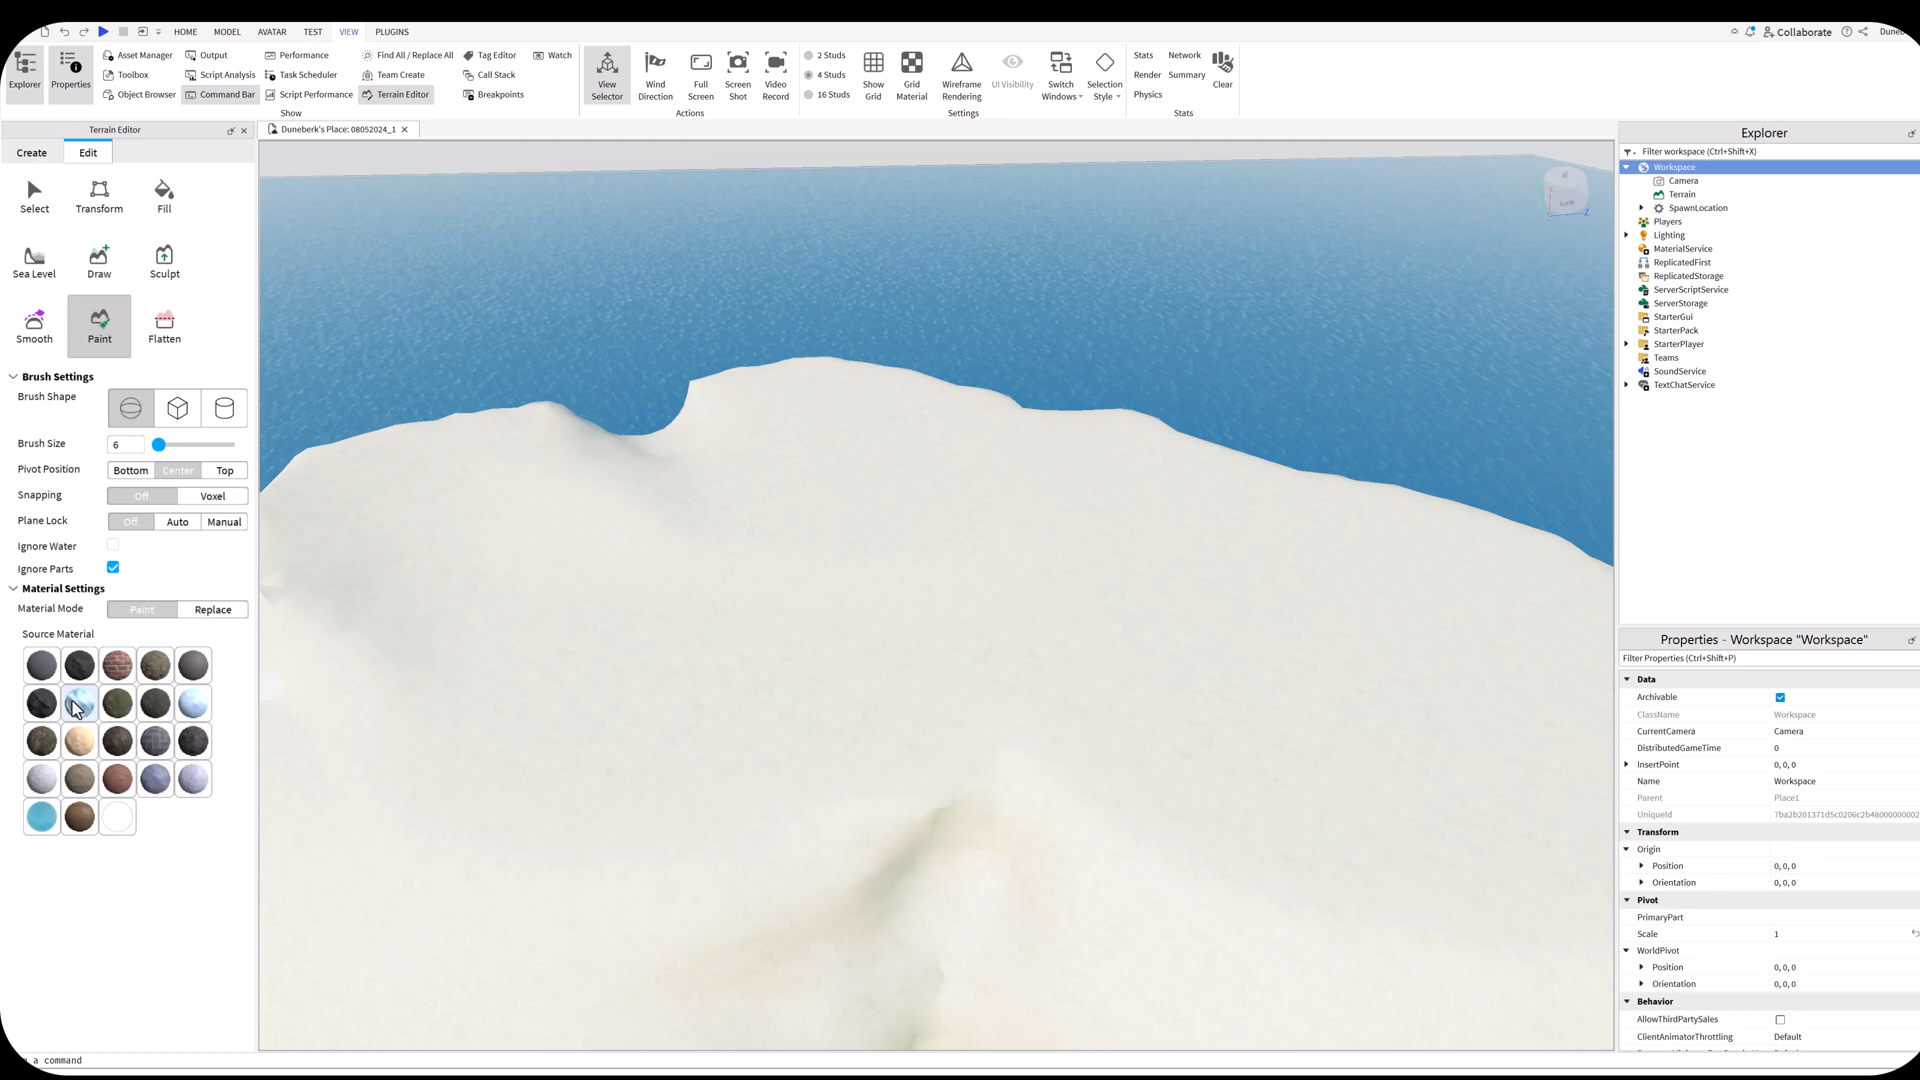 HOME MODEL AVATAR TEST VIEW PLUGINS Collaborate
Explorer
Properties
Asset Manager
Toolbox
Object Browser
Output
Script Analysis
Command Bar
Performance
Task Scheduler
Script Performance
Find All / Replace All
Team Create
Terrain Editor
Tag Editor
Call Stack
Breakpoints
Watch
Show
View Selector
Wind Direction
Full Screen
Screen Shot
Video Record
Actions
2 Studs
4 Studs
16 Studs
Show Grid
Grid Material
Wireframe Rendering
UI Visibility
Switch Windows
Selection Style
Settings
Stats
Render
Physics
Network
Summary
Clear
Stats
Terrain Editor
Create Edit
Select Transform Fill
Sea Level Draw Sculpt
Smooth Paint Flatten
Brush Settings
Brush Shape
Brush Size 6
Pivot Position Bottom Center Top
Snapping Off Voxel
Plane Lock Off Auto Manual
Ignore Water
Ignore Parts
Material Settings
Material Mode Paint Replace
Source Material
Duneberk's Place: 08052024_1
Z
Explorer
Filter workspace (Ctrl+Shift+X)
Workspace
Camera
Terrain
SpawnLocation
Players
Lighting
MaterialService
ReplicatedFirst
ReplicatedStorage
ServerScriptService
ServerStorage
StarterGui
StarterPack
StarterPlayer
Teams
SoundService
TextChatService
Properties - Workspace "Workspace"
Filter Properties (Ctrl+Shift+P)
Data
Archivable
ClassName Workspace
CurrentCamera Camera
DistributedGameTime 0
InsertPoint 0, 0, 0
Name Workspace
Parent Place1
UniqueId 7ba2b201371d5c0206c2b48000000002
Transform
Origin
Position 0, 0, 0
Orientation 0, 0, 0
Pivot
PrimaryPart
Scale 1
WorldPivot
Position 0, 0, 0
Orientation 0, 0, 0
Behavior
AllowThirdPartySales
ClientAnimatorThrottling Default
a command